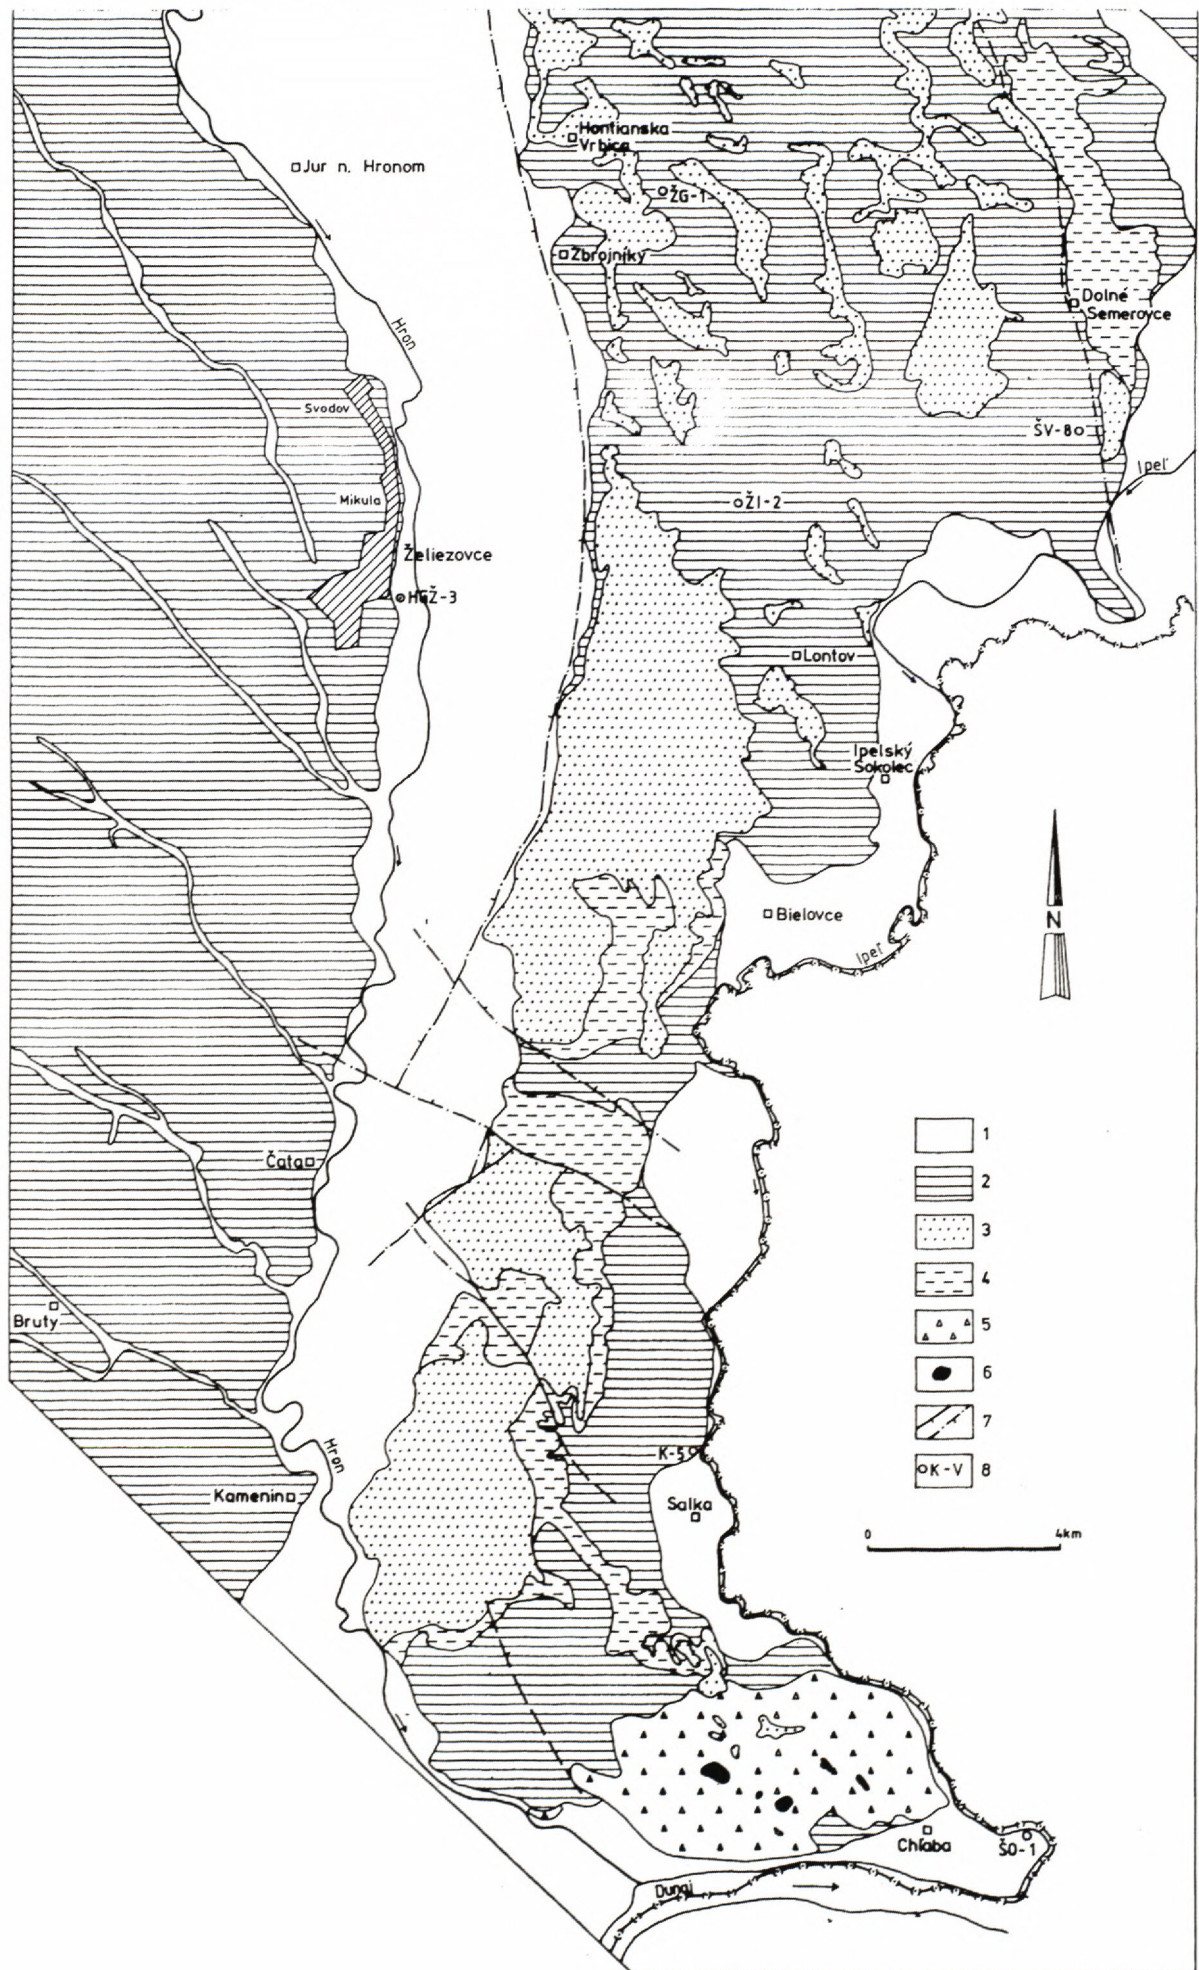 Hontianska
Vrbica
Jur n. Hronom
ŽG-1
Žbrojníky
Dolné
Semerovce
Hron
Svodov
ŠV-8
Ipeľ
Mikula
ŽI-2
Želiezovce
HGŽ-3
Lontov
Ipelský
Sokolec
Bielovce
N
Ipeľ
1
2
Čata
3
4
Bruty
5
6
7
Hron
K-5
K-V 8
Kamenin
Salka
0 4km
Chľaba
ŠO-1
Dunaj